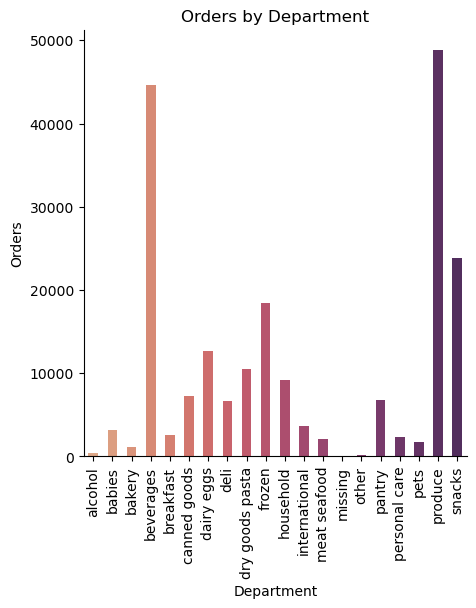 Orders by Department
50000
40000
30000
20000
10000
0
Orders
alcohol
babies
bakery
beverages
breakfast
canned goods
dairy eggs
deli
dry goods pasta
frozen
household
international
meat seafood
missing
other
pantry
personal care
pets
produce
snacks
Department